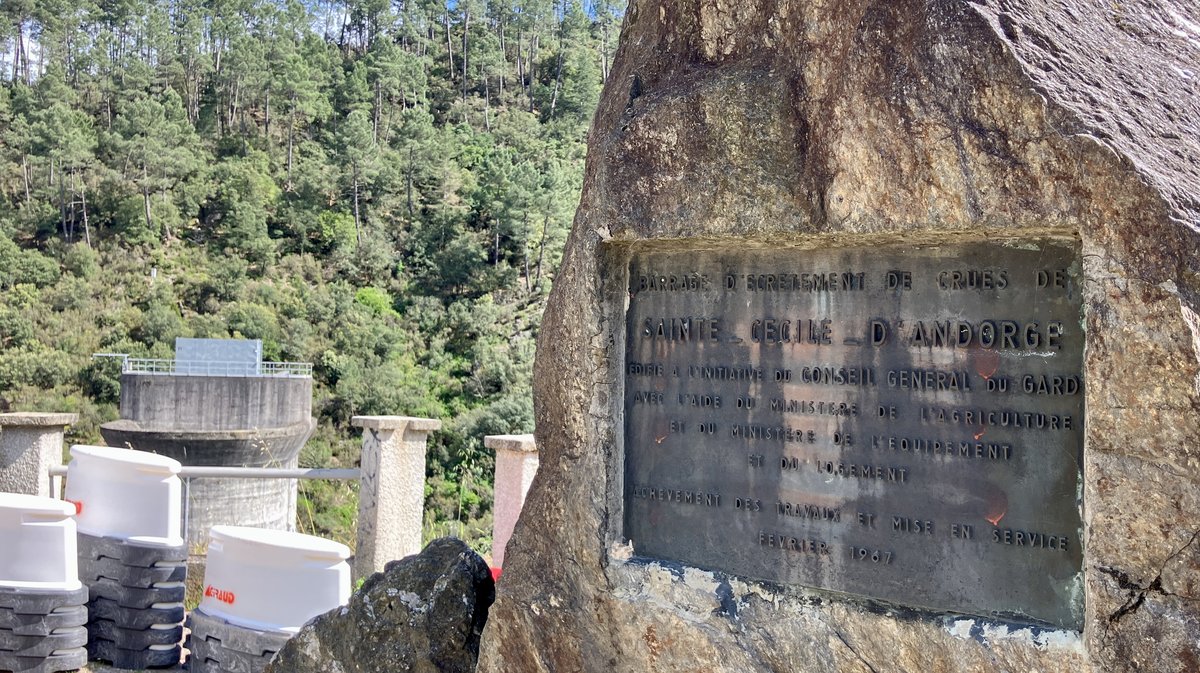 BARRAGE D'ECRETEMENT DE CRUES DE
SAINTE_CECILE_D'ANDORGE
EDIFIE A L'INITIATIVE DU CONSEIL GENERAL DU GARD
AVEC L'AIDE DU MINISTERE DE L'AGRICULTURE
ET DU MINISTERE DE L'EQUIPEMENT
ET DU LOGEMENT
ACHEVEMENT DES TRAVAUX ET MISE EN SERVICE
FEVRIER 1967
GIRAUD